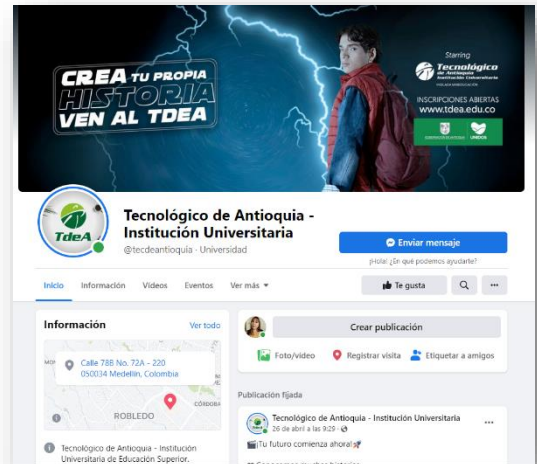 CREA TU PROPIA
HISTORIA
VEN AL TDEA
Starring
Tecnológico
de Antioquia
Institución Universitaria
INSCRIPCIONES ABIERTAS
www.tdea.edu.co
UNIDOS
TdeA
Tecnológico de Antioquia -
Institución Universitaria
@tecdeantioquia · Universidad
Enviar mensaje
¡Hola! ¿En qué podemos ayudarte?
Inicio Información Videos Eventos Ver más
Te gusta
Información Ver todo
Calle 78B No. 72A - 220
050034 Medellín, Colombia
CÓRDOBA
ROBLEDO
Tecnológico de Antioquia - Institución
Universitaria de Educación Superior.
Crear publicación
Foto/video Registrar visita Etiquetar a amigos
Publicación fijada
Tecnológico de Antioquia - Institución Universitaria
26 de abril a las 9:29 ·
¡Tu futuro comienza ahora!